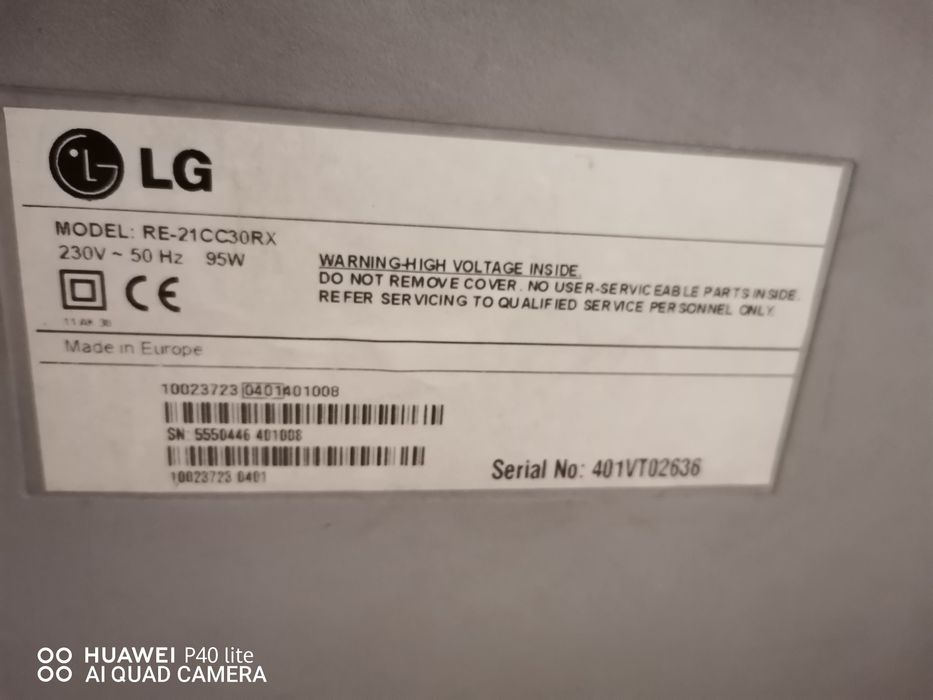 LG
MODEL: RE-21CC30RX
230V ~ 50 Hz 95W
CE
WARNING-HIGH VOLTAGE INSIDE.
DO NOT REMOVE COVER. NO USER-SERVICEABLE PARTS INSIDE.
REFER SERVICING TO QUALIFIED SERVICE PERSONNEL ONLY.
Made in Europe
10023723 0401401008
SN: 5550446 401008
10023723 0401
Serial No: 401VT02636
HUAWEI P40 lite
AI QUAD CAMERA